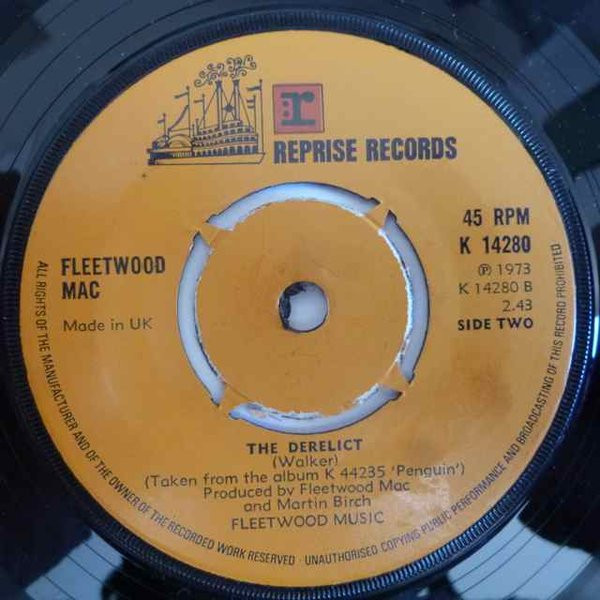 r
REPRISE RECORDS
45 RPM
K 14280
℗ 1973
K 14280 B
2.43
SIDE TWO
FLEETWOOD
MAC
Made in UK
THE DERELICT
(Walker)
(Taken from the album K 44235 'Penguin')
Produced by Fleetwood Mac
and Martin Birch
FLEETWOOD MUSIC
ALL RIGHTS OF THE MANUFACTURER AND OF THE OWNER OF THE RECORDED WORK RESERVED · UNAUTHORISED COPYING PUBLIC PERFORMANCE AND BROADCASTING OF THIS RECORD PROHIBITED